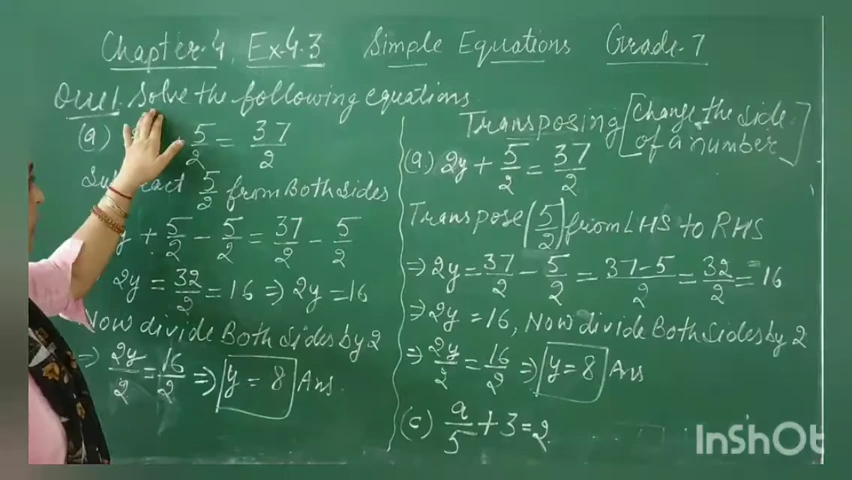 Chapter-4, Ex-4.3 Simple Equations Grade-7
Que1. Solve the following equations
(a) 5/2 = 37/2
5/2 from Both sides
+ 5/2 - 5/2 = 37/2 - 5/2
2y = 32/2 = 16 ⇒ 2y = 16
Now divide Both sides by 2
⇒ 2y/2 = 16/2 ⇒ y = 8 Ans.
Transposing [Change the side
of a number]
(a) 2y + 5/2 = 37/2
Transpose (5/2) from LHS to RHS
⇒ 2y = 37/2 - 5/2 = 37-5/2 = 32/2 = 16
⇒ 2y = 16, Now divide Both sides by 2
⇒ 2y/2 = 16/2 ⇒ y = 8 Ans
(c) a/5 + 3 = 2
InShOt